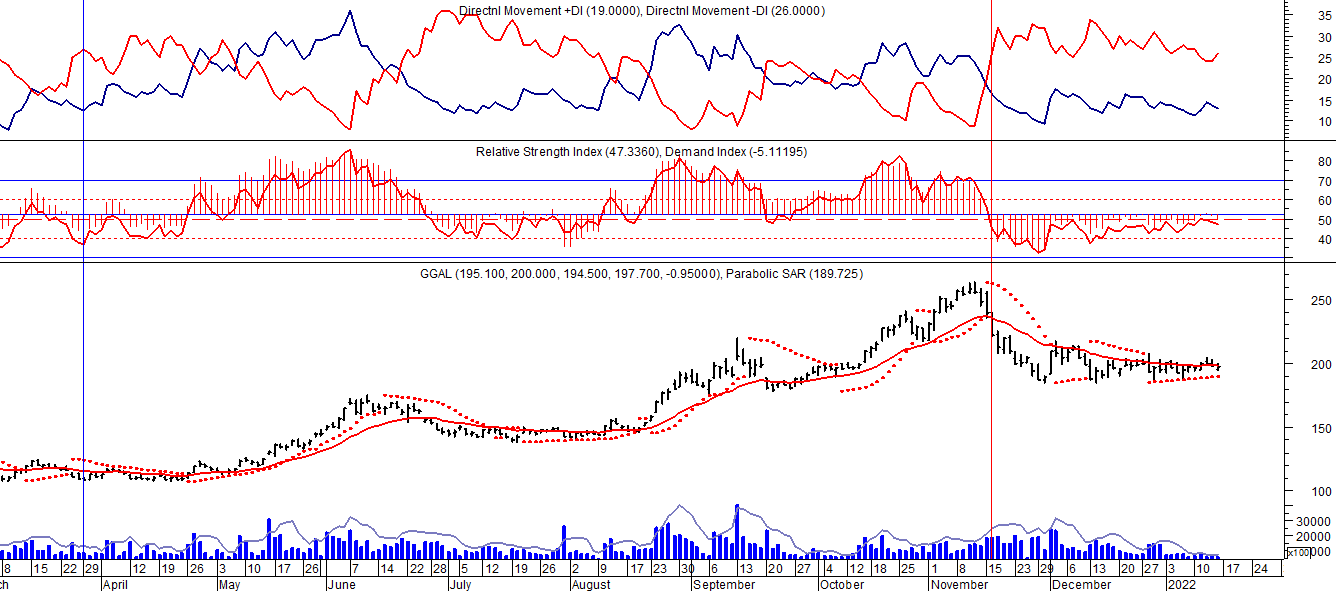 Directnl Movement +DI (19.0000), Directnl Movement -DI (26.0000)
35
30
25
20
15
10
Relative Strength Index (47.3360), Demand Index (-5.11195)
80
70
60
50
40
GGAL (195.100, 200.000, 194.500, 197.700, -0.95000), Parabolic SAR (189.725)
250
200
150
100
30000
20000
x100
8 15 22 29 12 19 26 3 10 17 26 7 14 22 28 5 12 19 26 2 9 17 23 30 6 13 20 27 4 12 18 25 1 8 15 23 29 6 13 20 27 3 10 17 24
ch April May June July August September October November December 2022